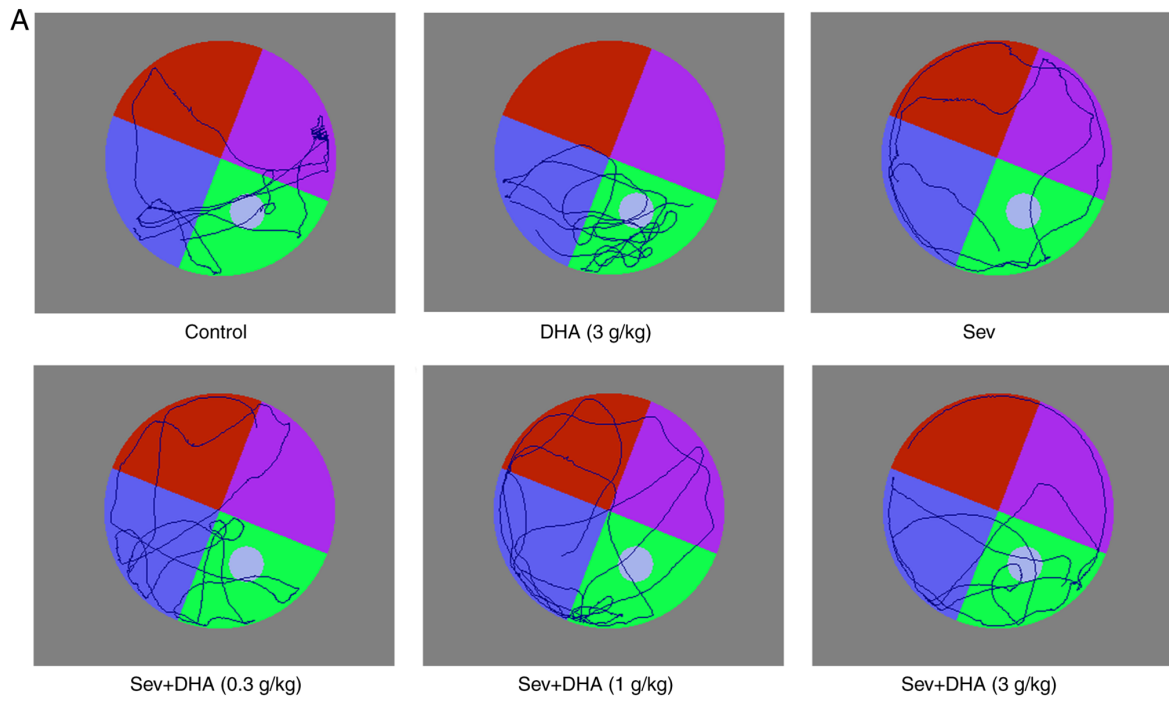 A
Control
DHA (3 g/kg)
Sev
Sev+DHA (0.3 g/kg)
Sev+DHA (1 g/kg)
Sev+DHA (3 g/kg)